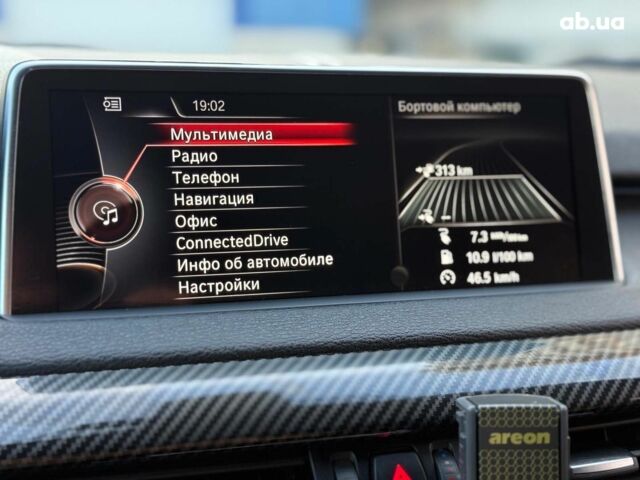 ab.ua
19:02
Мультимедиа
Радио
Телефон
Навигация
Офис
ConnectedDrive
Инфо об автомобиле
Настройки
Бортовой компьютер
313 km
--
7.3
10.9 l/100 km
46.5 km/h
areon